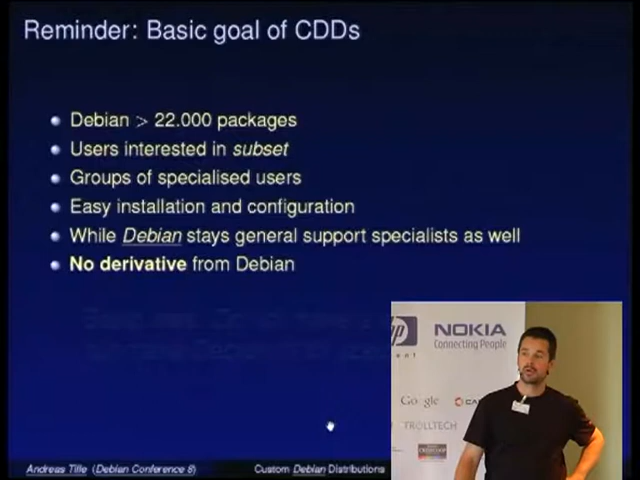 Reminder: Basic goal of CDDs
Debian > 22.000 packages
Users interested in subset
Groups of specialised users
Easy installation and configuration
While Debian stays general support specialists as well
No derivative from Debian
hp
NOKIA
Connecting People
Google
TROLLTECH
Andreas Tille (Debian Conference 8)
Custom Debian Distributions